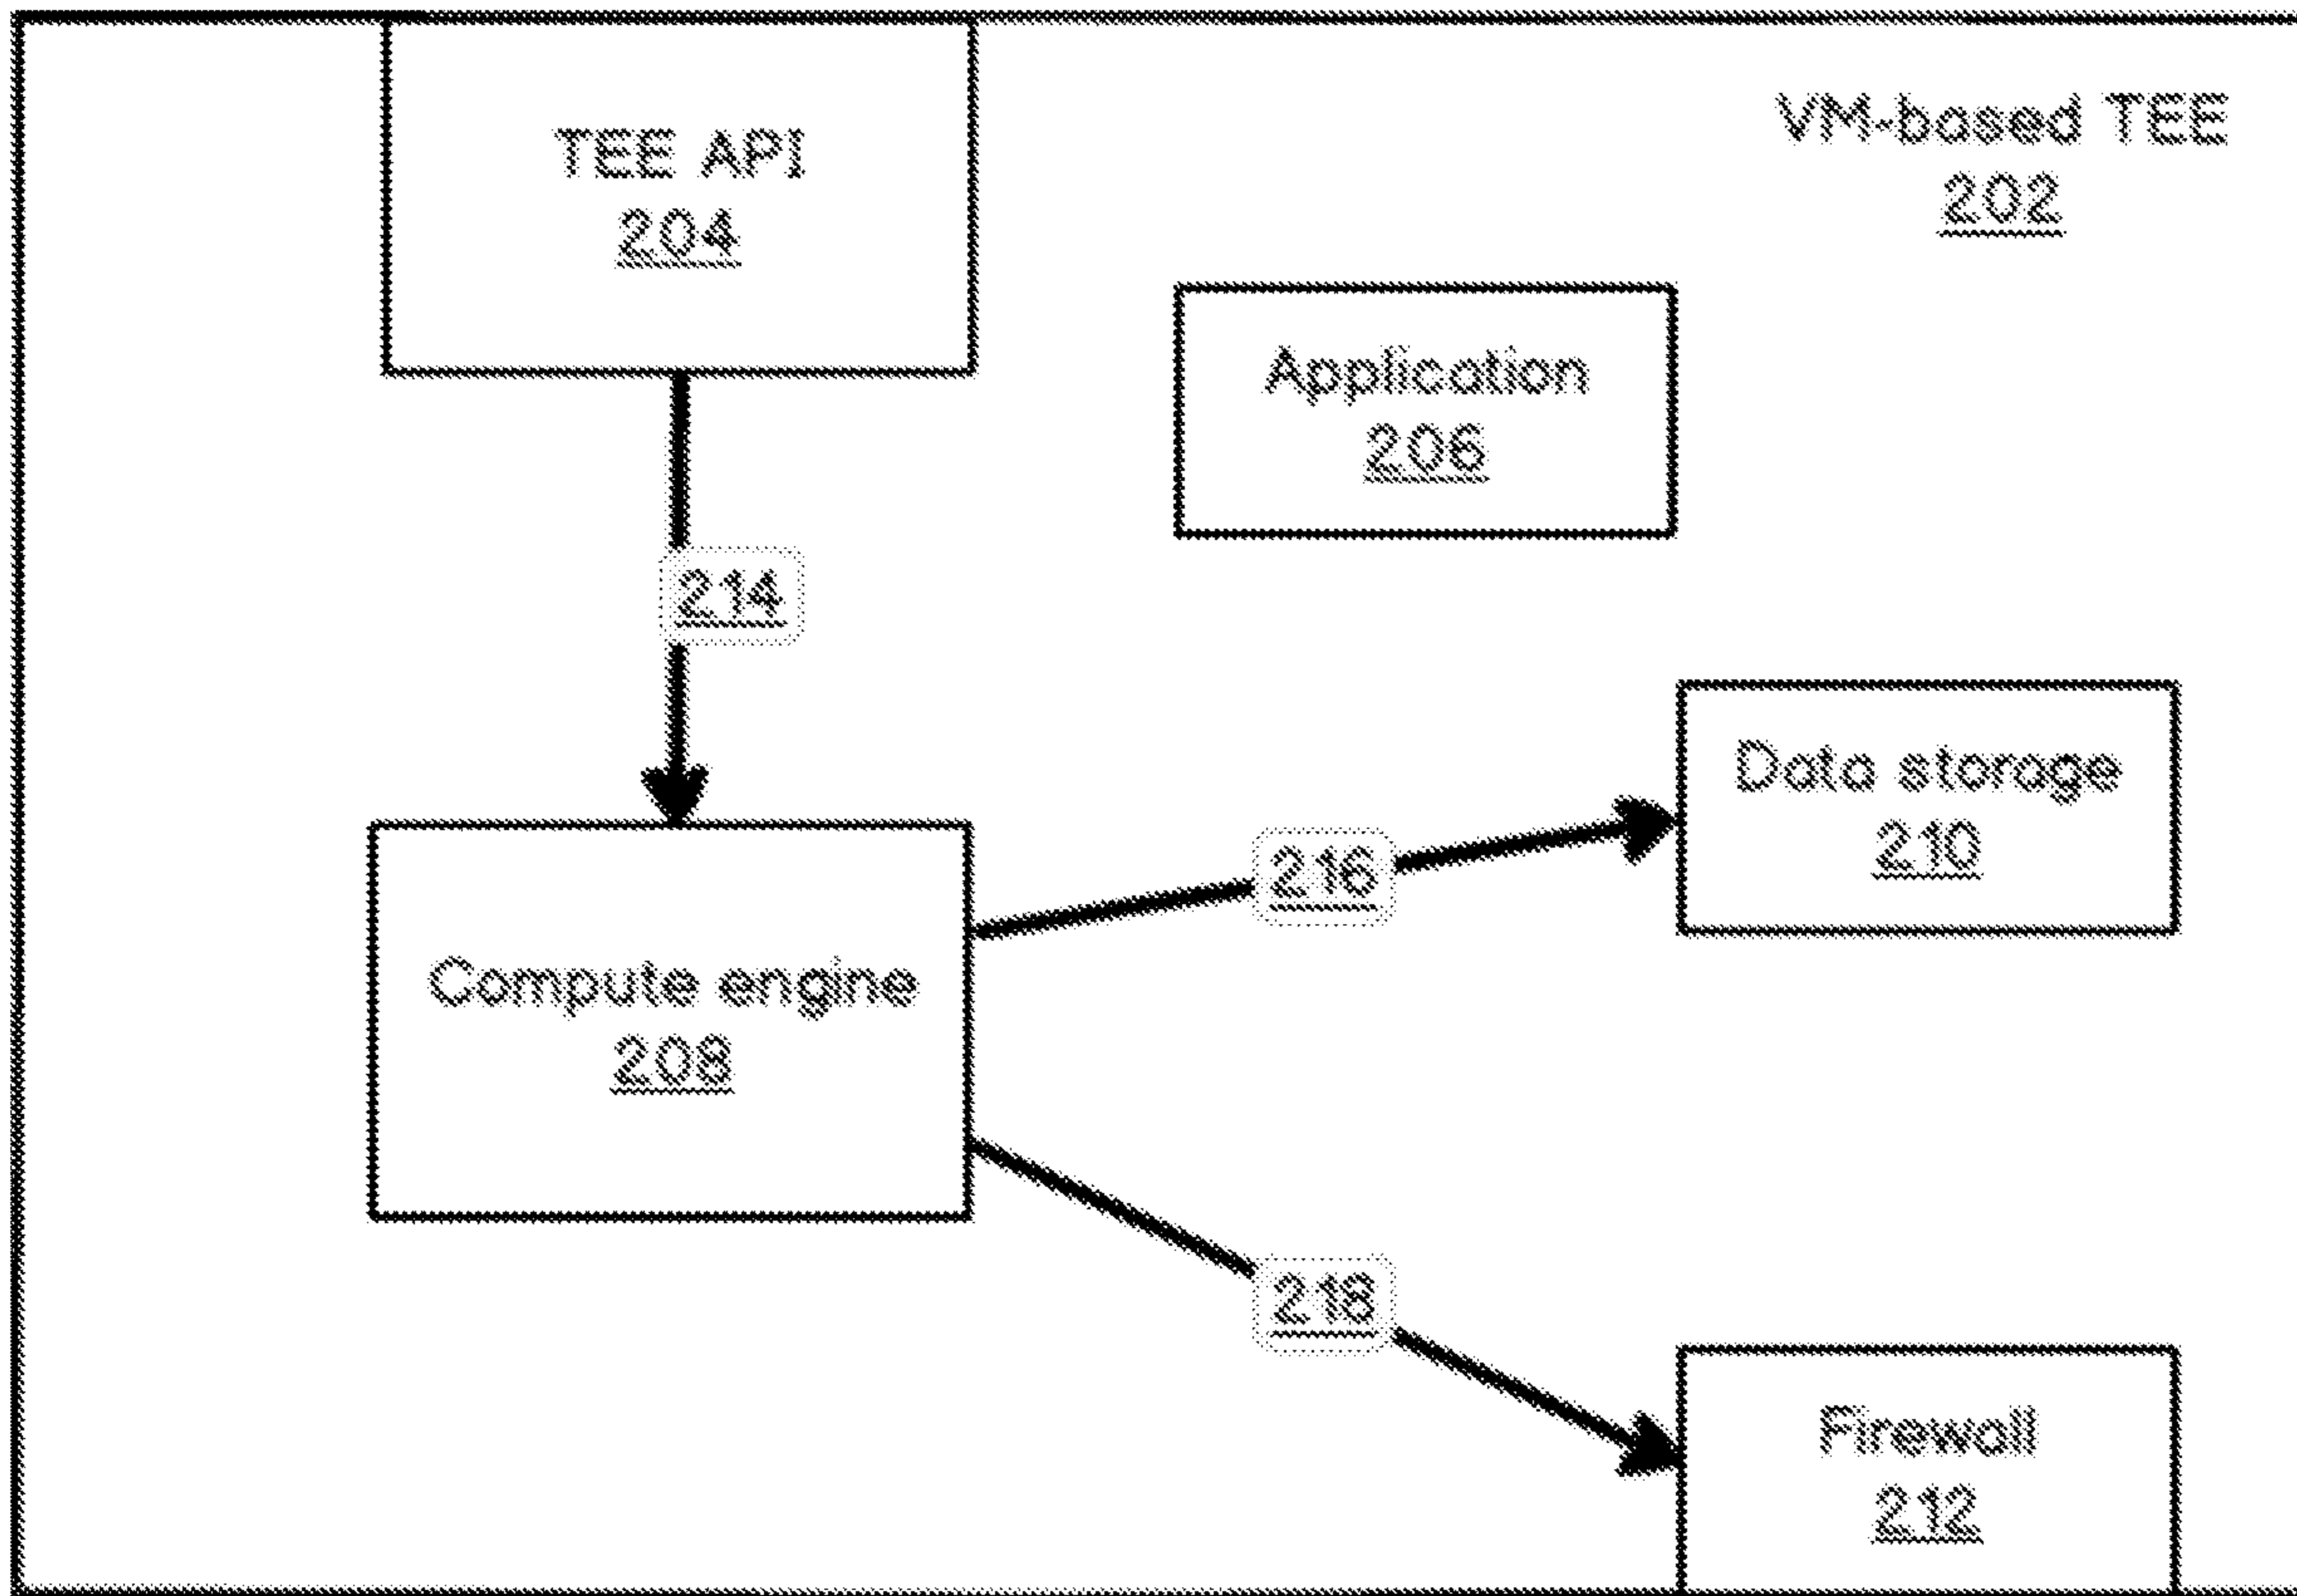 TEE API
204
VM-based TEE
202
Application
206
214
Data storage
210
216
Compute engine
208
218
Firewall
212